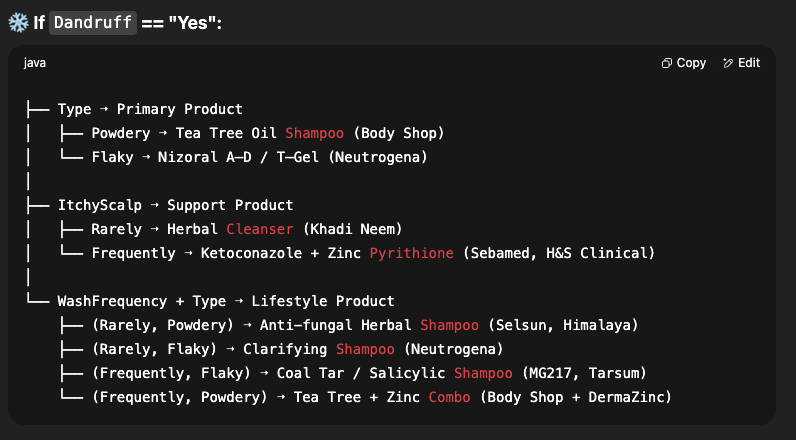 ❄️ If Dandruff == "Yes":
java
Copy Edit
├── Type → Primary Product
│   ├── Powdery → Tea Tree Oil Shampoo (Body Shop)
│   └── Flaky → Nizoral A–D / T–Gel (Neutrogena)
│
├── ItchyScalp → Support Product
│   ├── Rarely → Herbal Cleanser (Khadi Neem)
│   └── Frequently → Ketoconazole + Zinc Pyrithione (Sebamed, H&S Clinical)
│
└── WashFrequency + Type → Lifestyle Product
    ├── (Rarely, Powdery) → Anti-fungal Herbal Shampoo (Selsun, Himalaya)
    ├── (Rarely, Flaky) → Clarifying Shampoo (Neutrogena)
    ├── (Frequently, Flaky) → Coal Tar / Salicylic Shampoo (MG217, Tarsum)
    └── (Frequently, Powdery) → Tea Tree + Zinc Combo (Body Shop + DermaZinc)